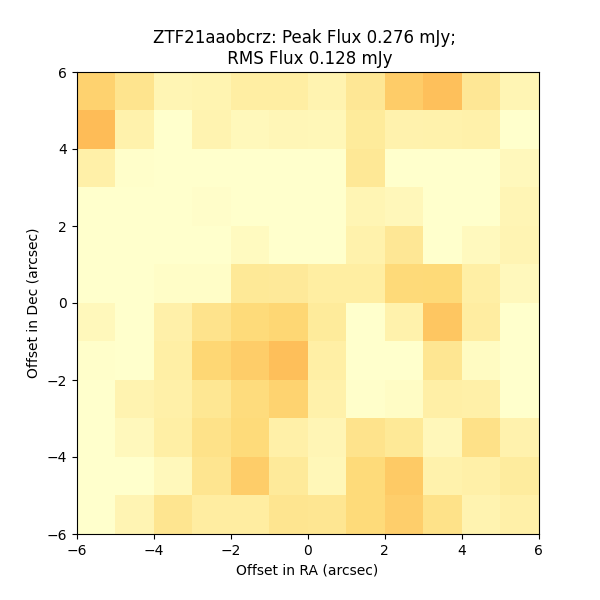 ZTF21aaobcrz: Peak Flux 0.276 mJy;
RMS Flux 0.128 mJy
6
4
2
0
−2
−4
−6
Offset in Dec (arcsec)
−6 −4 −2 0 2 4 6
Offset in RA (arcsec)